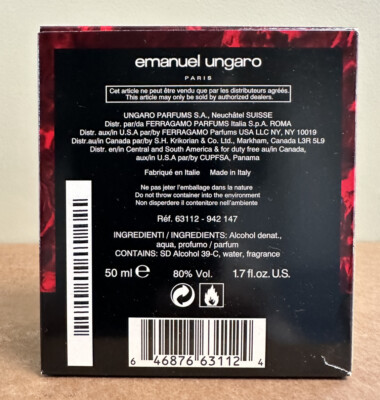 emanuel ungaro
PARIS
Cet article ne peut être vendu que par les distributeurs agréés.
This article may only be sold by authorized dealers.
UNGARO PARFUMS S.A., Neuchâtel SUISSE
Distr. par/da FERRAGAMO PARFUMS Italia S.p.A. ROMA
Distr. aux/in U.S.A par/by FERRAGAMO Parfums USA LLC NY, NY 10019
Distr.au/in Canada par/by S.H. Krikorian & Co. Ltd., Markham, Canada L3R 5L9
Distr. en/in Central and South America & for duty free au/in Canada,
aux/in U.S.A par/by CUPFSA, Panama
Fabriqué en Italie Made in Italy
Ne pas jeter l'emballage dans la nature
Do not throw container into the environment
Non disperdere il contenitore nell'ambiente
Réf. 63112 - 942 147
INGREDIENTI / INGREDIENTS: Alcohol denat.,
aqua, profumo / parfum
CONTAINS: SD Alcohol 39-C, water, fragrance
50 ml ℮ 80% Vol. 1.7 fl.oz. U.S.
6 46876 63112 4